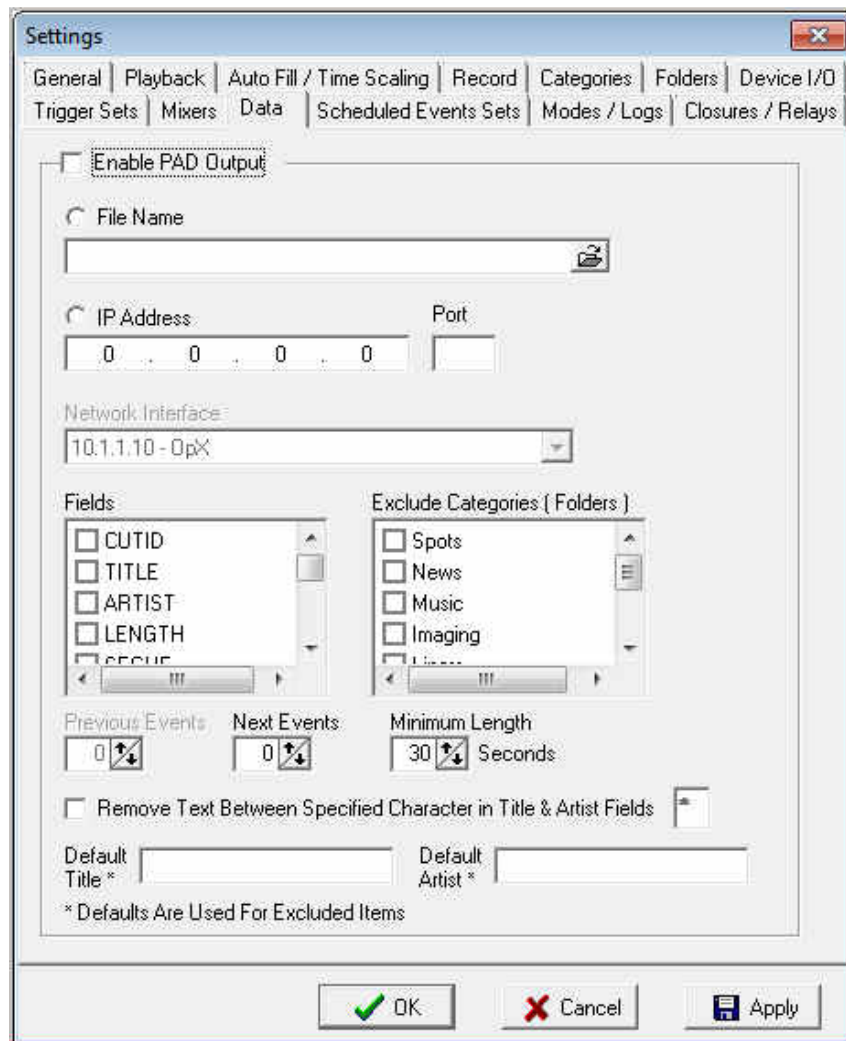 Settings
General | Playback | Auto Fill / Time Scaling | Record | Categories | Folders | Device I/O
Trigger Sets | Mixers | Data | Scheduled Events Sets | Modes / Logs | Closures / Relays
Enable PAD Output
File Name
IP Address Port
0 . 0 . 0 . 0
Network Interface
10.1.1.10 - OpX
Fields Exclude Categories ( Folders )
CUTID Spots
TITLE News
ARTIST Music
LENGTH Imaging
Previous Events Next Events Minimum Length
0 0 30 Seconds
Remove Text Between Specified Character in Title & Artist Fields
Default Title * Default Artist *
* Defaults Are Used For Excluded Items
OK Cancel Apply